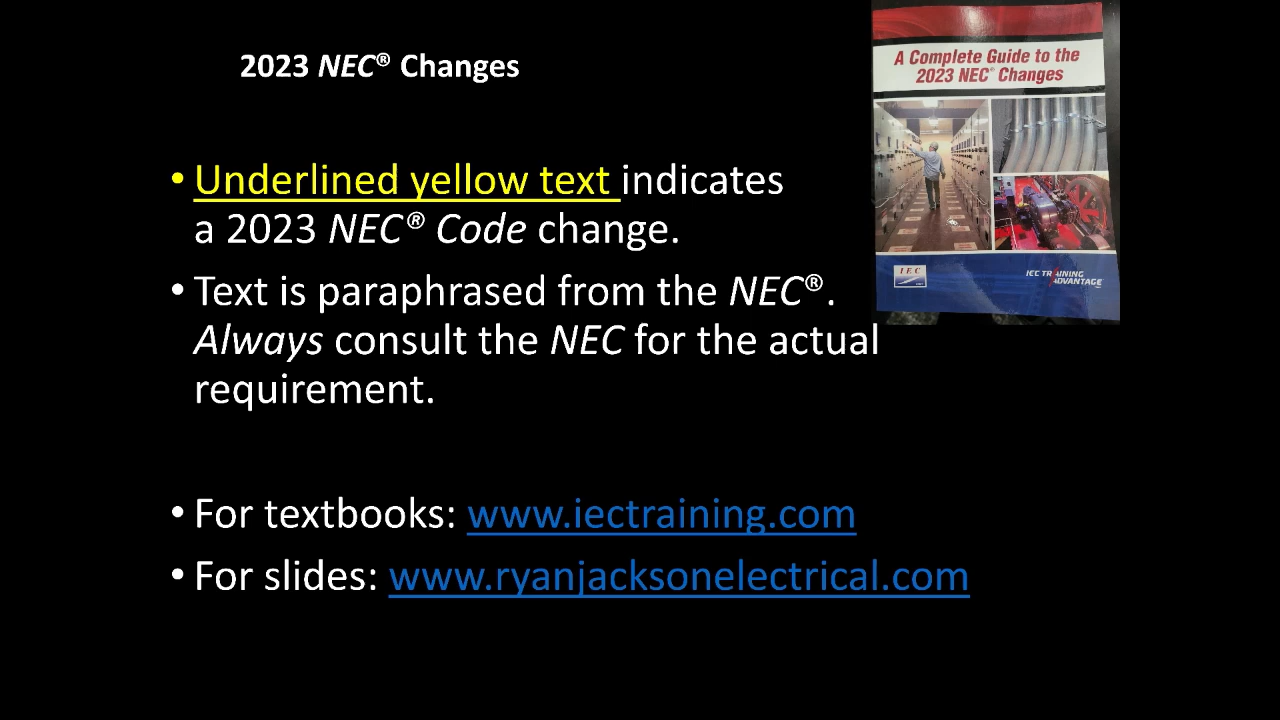 2023 NEC® Changes
A Complete Guide to the
2023 NEC® Changes
• Underlined yellow text indicates
a 2023 NEC® Code change.
• Text is paraphrased from the NEC®.
Always consult the NEC for the actual
requirement.
IEC
IEC TRAINING
ADVANTAGE
• For textbooks: www.iectraining.com
• For slides: www.ryanjacksonelectrical.com